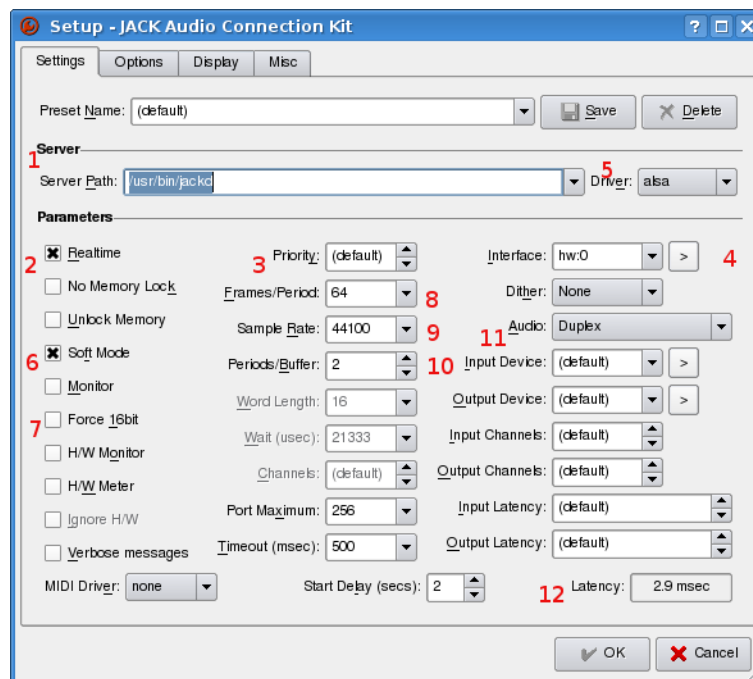 Setup - JACK Audio Connection Kit ?
Settings Options Display Misc
Preset Name: (default) Save Delete
Server
1
Server Path: /usr/bin/jackd 5 Driver: alsa
Parameters
2 Realtime 3 Priority: (default) Interface: hw:0 > 4
No Memory Lock Frames/Period: 64 8 Dither: None
Unlock Memory Sample Rate: 44100 9 11 Audio: Duplex
6 Soft Mode Periods/Buffer: 2 10 Input Device: (default) >
Monitor Word Length: 16 Output Device: (default) >
7 Force 16bit Wait (usec): 21333 Input Channels: (default)
H/W Monitor Channels: (default) Output Channels: (default)
H/W Meter Port Maximum: 256 Input Latency: (default)
Ignore H/W Timeout (msec): 500 Output Latency: (default)
Verbose messages
MIDI Driver: none Start Delay (secs): 2 12 Latency: 2.9 msec
OK Cancel